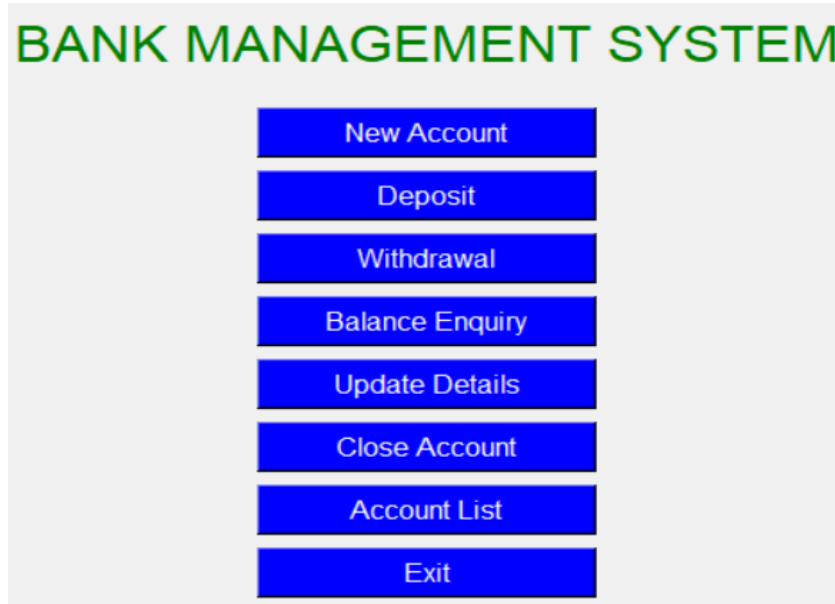 BANK MANAGEMENT SYSTEM
New Account
Deposit
Withdrawal
Balance Enquiry
Update Details
Close Account
Account List
Exit